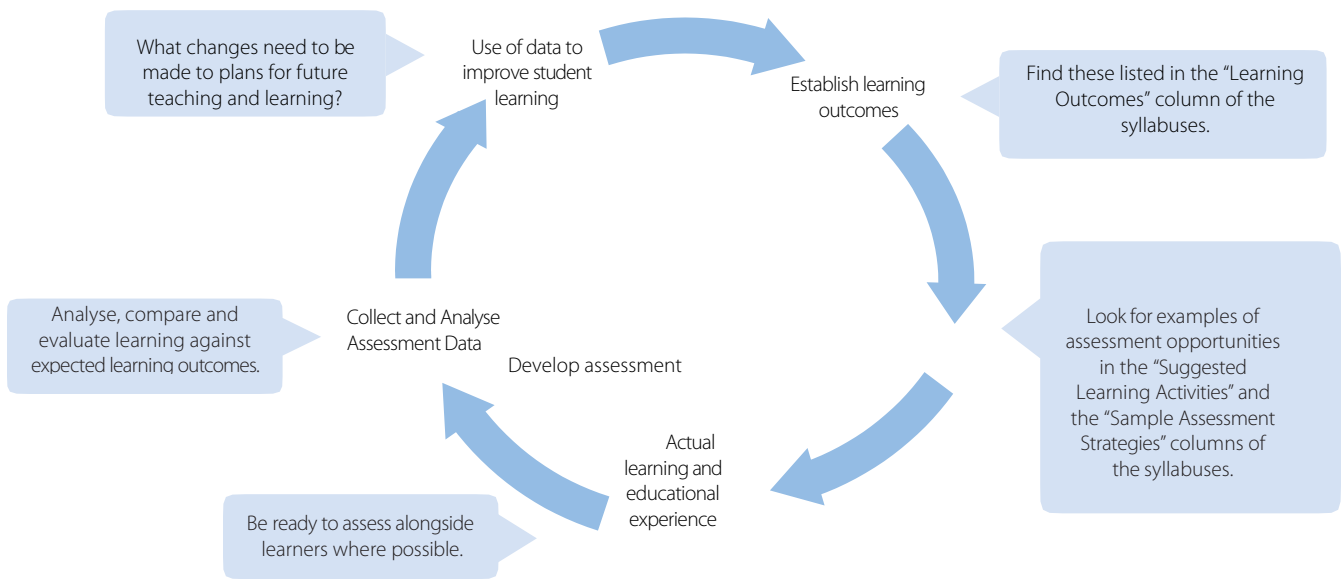 What changes need to be
made to plans for future
teaching and learning?
Use of data to
improve student
learning
Establish learning
outcomes
Find these listed in the “Learning
Outcomes” column of the
syllabuses.
Look for examples of
assessment opportunities
in the “Suggested
Learning Activities” and
the “Sample Assessment
Strategies” columns of
the syllabuses.
Analyse, compare and
evaluate learning against
expected learning outcomes.
Collect and Analyse
Assessment Data
Develop assessment
Actual
learning and
educational
experience
Be ready to assess alongside
learners where possible.